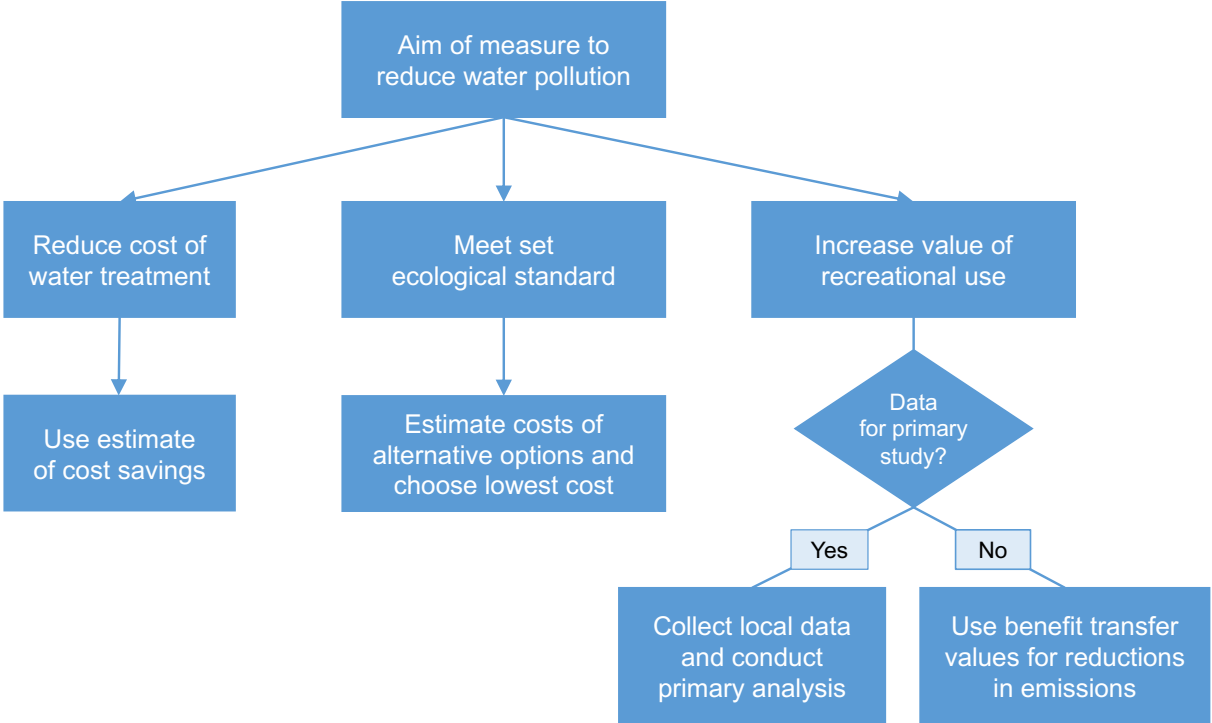 Aim of measure to
reduce water pollution
Reduce cost of
water treatment
Meet set
ecological standard
Increase value of
recreational use
Use estimate
of cost savings
Estimate costs of
alternative options and
choose lowest cost
Data
for primary
study?
Yes
No
Collect local data
and conduct
primary analysis
Use benefit transfer
values for reductions
in emissions